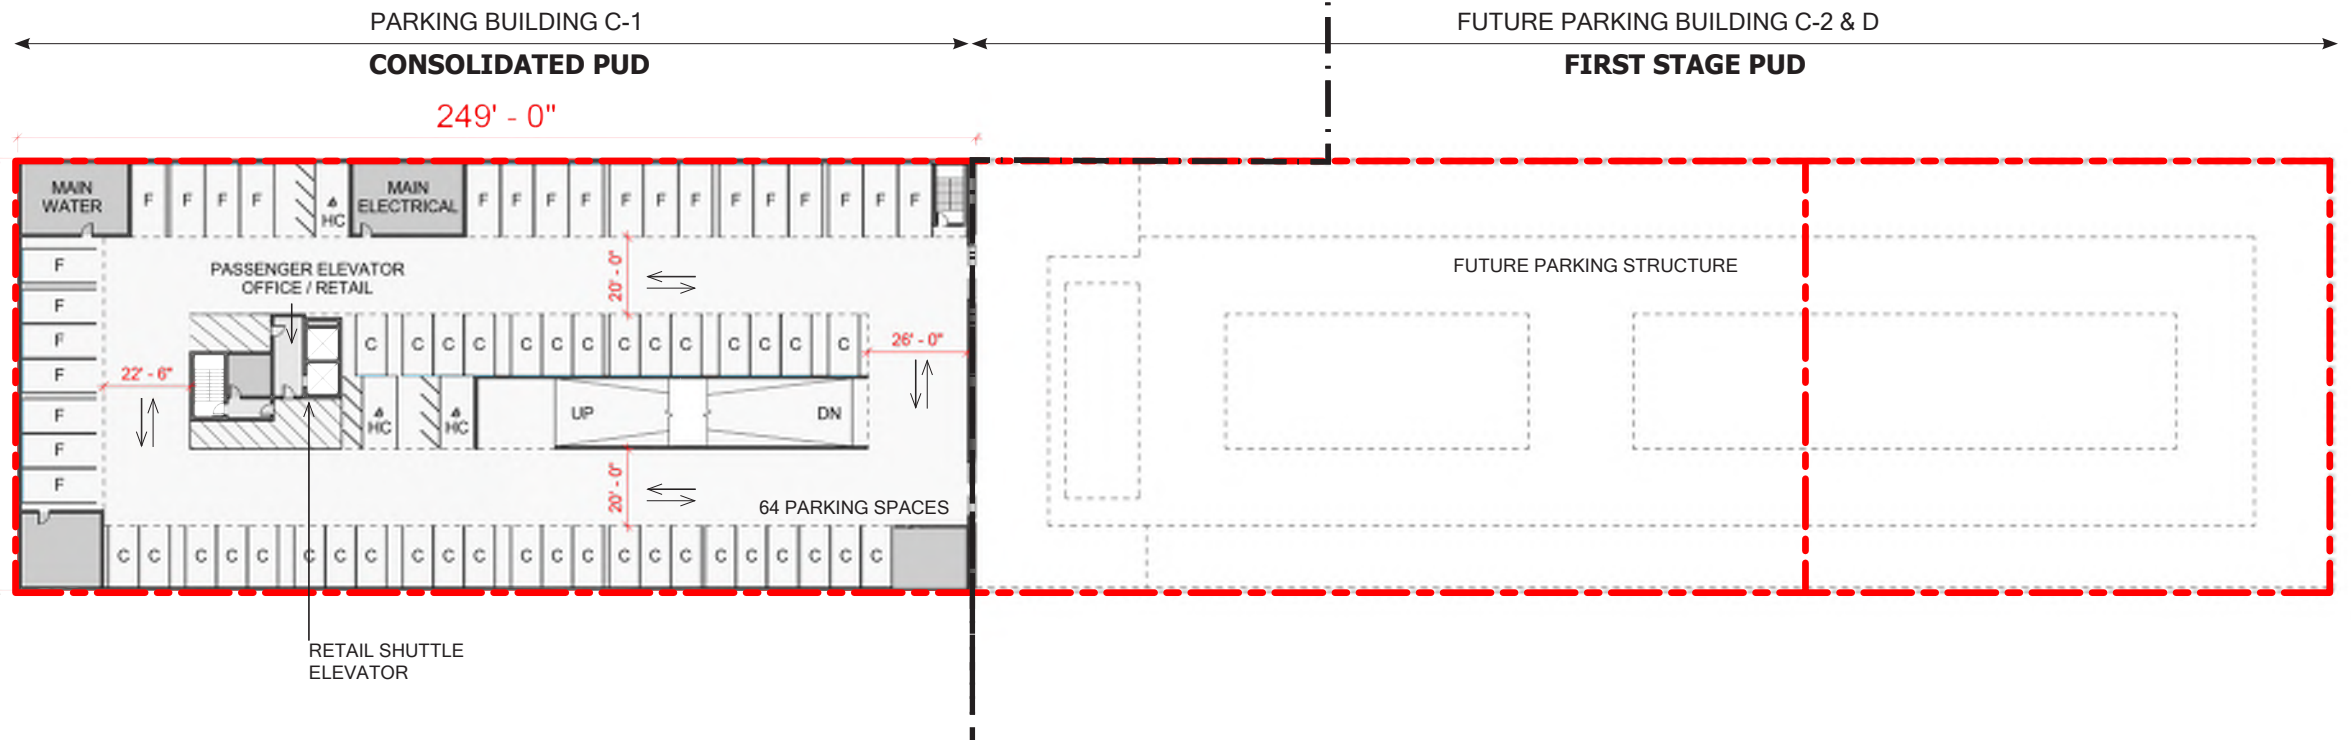 PARKING BUILDING C-1
FUTURE PARKING BUILDING C-2 & D
CONSOLIDATED PUD
FIRST STAGE PUD
249' - 0"
MAIN
WATER
F F F F
HC
MAIN
ELECTRICAL
F F F F F F F F F F F F F
F
F
F
F
F
F
F
PASSENGER ELEVATOR
OFFICE / RETAIL
20' - 0"
FUTURE PARKING STRUCTURE
C C C C C C C C C C C C C C
26' - 0"
22' - 6"
HC
HC
UP
DN
20' - 0"
64 PARKING SPACES
C C C C C C C C C C C C C C C C C C C C C C C C
RETAIL SHUTTLE
ELEVATOR